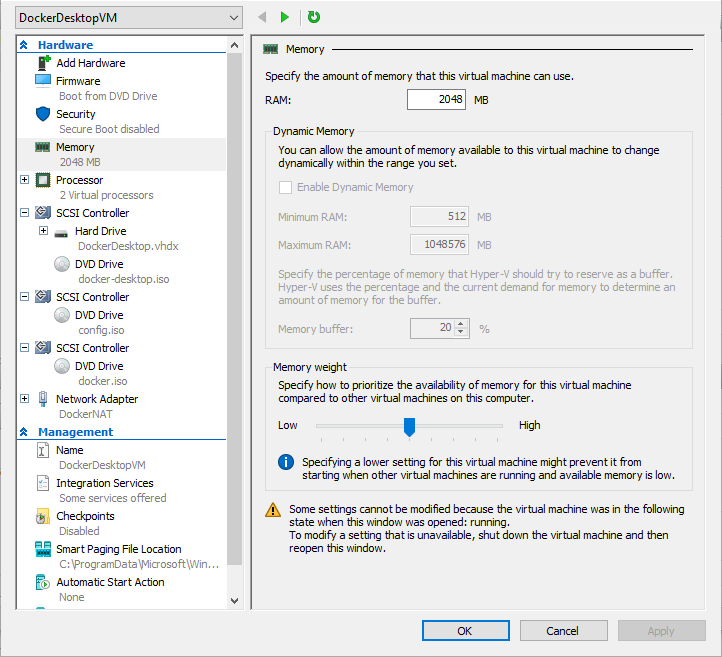 DockerDesktopVM
Hardware
Add Hardware
Firmware
Boot from DVD Drive
Security
Secure Boot disabled
Memory
2048 MB
Processor
2 Virtual processors
SCSI Controller
Hard Drive
DockerDesktop.vhdx
DVD Drive
docker-desktop.iso
SCSI Controller
DVD Drive
config.iso
SCSI Controller
DVD Drive
docker.iso
Network Adapter
DockerNAT
Management
Name
DockerDesktopVM
Integration Services
Some services offered
Checkpoints
Disabled
Smart Paging File Location
C:\ProgramData\Microsoft\Win...
Automatic Start Action
None
Memory
Specify the amount of memory that this virtual machine can use.
RAM: 2048 MB
Dynamic Memory
You can allow the amount of memory available to this virtual machine to change
dynamically within the range you set.
Enable Dynamic Memory
Minimum RAM: 512 MB
Maximum RAM: 1048576 MB
Specify the percentage of memory that Hyper-V should try to reserve as a buffer.
Hyper-V uses the percentage and the current demand for memory to determine an
amount of memory for the buffer.
Memory buffer: 20 %
Memory weight
Specify how to prioritize the availability of memory for this virtual machine
compared to other virtual machines on this computer.
Low High
Specifying a lower setting for this virtual machine might prevent it from
starting when other virtual machines are running and available memory is low.
Some settings cannot be modified because the virtual machine was in the following
state when this window was opened: running.
To modify a setting that is unavailable, shut down the virtual machine and then
reopen this window.
OK Cancel Apply